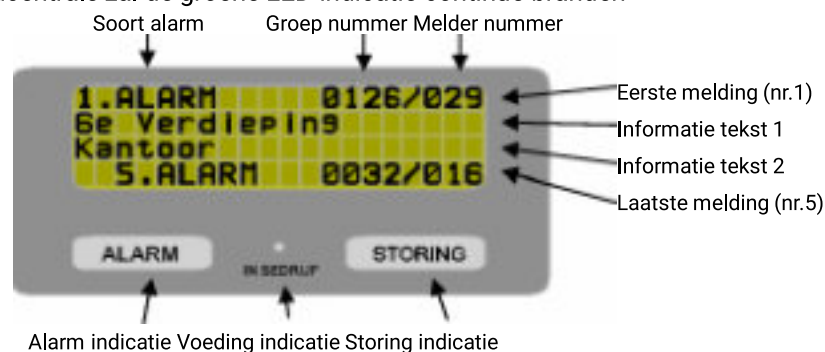 Soort alarm Groep nummer Melder nummer
1.ALARM 0126/029
6e Verdieping
Kantoor
5.ALARM 0032/016
Eerste melding (nr.1)
Informatie tekst 1
Informatie tekst 2
Laatste melding (nr.5)
ALARM IN BEDRIJF STORING
Alarm indicatie Voeding indicatie Storing indicatie